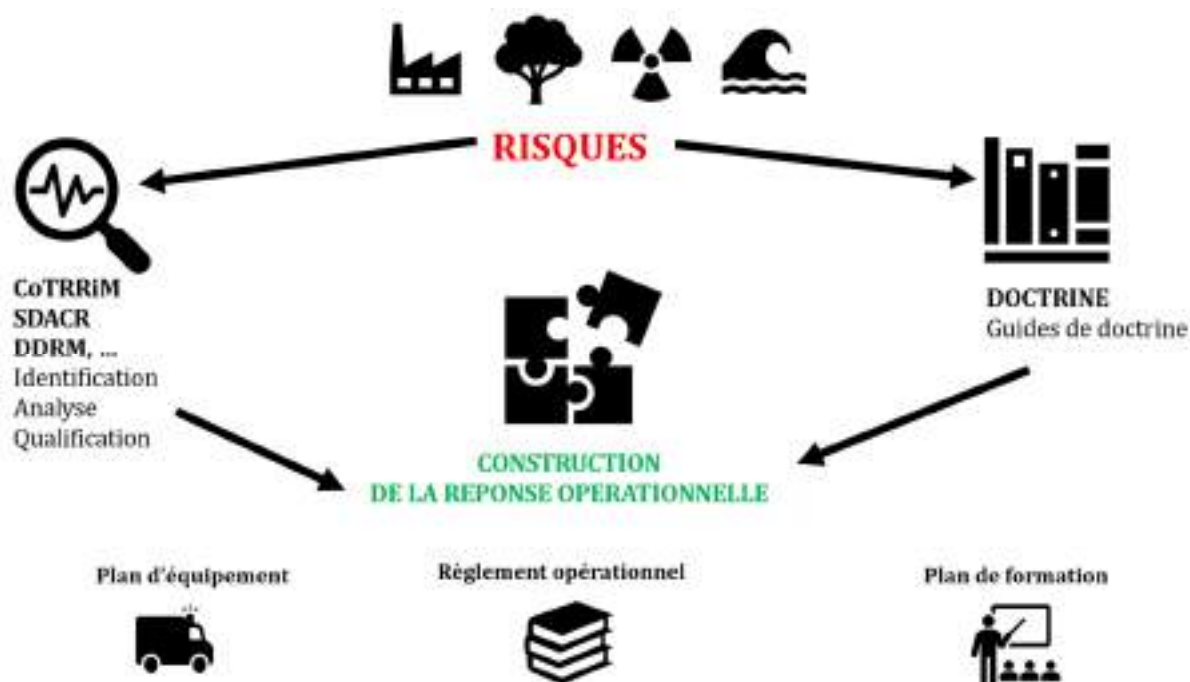 RISQUES
CoTRRiM
SDACR
DDRM, ...
Identification
Analyse
Qualification
DOCTRINE
Guides de doctrine
CONSTRUCTION
DE LA REPONSE OPERATIONNELLE
Plan d'équipement
Règlement opérationnel
Plan de formation